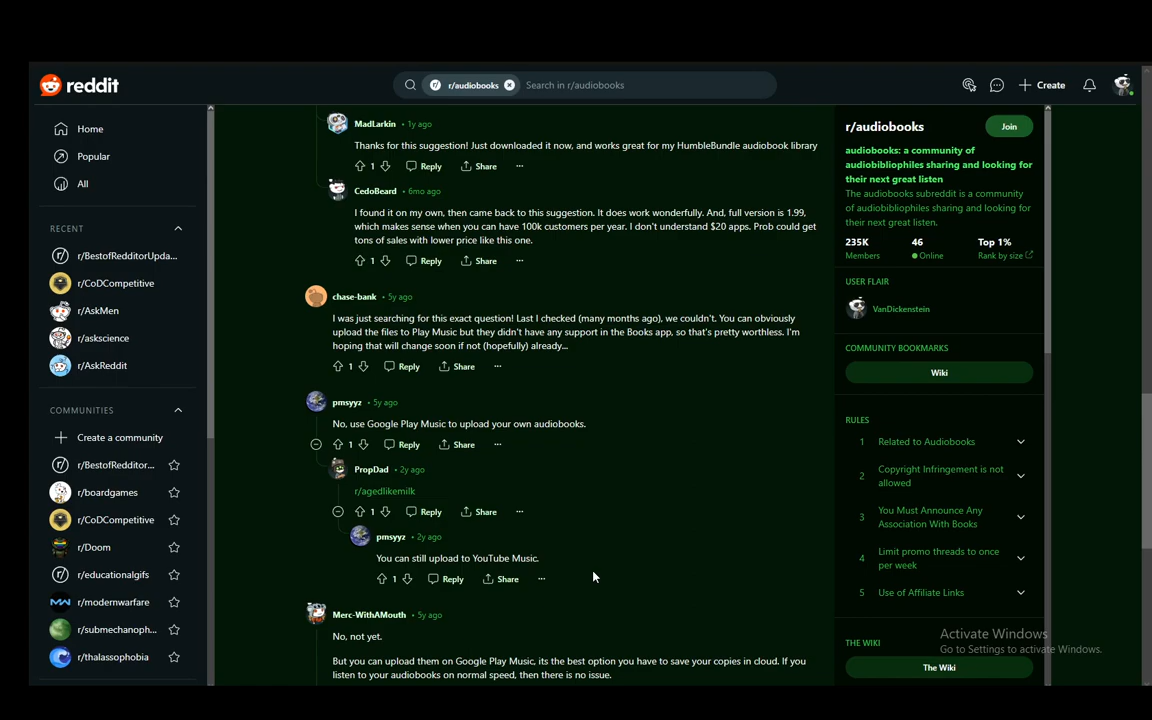 reddit
r/audiobooks
Search in r/audiobooks
Create
Home
Popular
All
RECENT
r/BestofRedditorUpda...
r/CoDCompetitive
r/AskMen
r/askscience
r/AskReddit
COMMUNITIES
Create a community
r/BestofRedditor...
r/boardgames
r/CoDCompetitive
r/Doom
r/educationalgifs
r/modernwarfare
r/submechanoph...
r/thalassophobia
MadLarkin • 1y ago
Thanks for this suggestion! Just downloaded it now, and works great for my HumbleBundle audiobook library
1 Reply Share ...
CedoBeard • 6mo ago
I found it on my own, then came back to this suggestion. It does work wonderfully. And, full version is 1.99,
which makes sense when you can have 100k customers per year. I don't understand $20 apps. Prob could get
tons of sales with lower price like this one.
1 Reply Share ...
chase-bank • 5y ago
I was just searching for this exact question! Last I checked (many months ago), we couldn't. You can obviously
upload the files to Play Music but they didn't have any support in the Books app, so that's pretty worthless. I'm
hoping that will change soon if not (hopefully) already...
1 Reply Share ...
pmsyyz • 5y ago
No, use Google Play Music to upload your own audiobooks.
1 Reply Share ...
PropDad • 2y ago
r/agedlikemilk
1 Reply Share ...
pmsyyz • 2y ago
You can still upload to YouTube Music.
1 Reply Share ...
Merc-WithAMouth • 5y ago
No, not yet.
But you can upload them on Google Play Music, its the best option you have to save your copies in cloud. If you
listen to your audiobooks on normal speed, then there is no issue.
r/audiobooks
Join
audiobooks: a community of
audiobibliophiles sharing and looking for
their next great listen
The audiobooks subreddit is a community
of audiobibliophiles sharing and looking for
their next great listen.
235K 46 Top 1%
Members Online Rank by size
USER FLAIR
VanDickenstein
COMMUNITY BOOKMARKS
Wiki
RULES
1 Related to Audiobooks
2 Copyright Infringement is not
allowed
3 You Must Announce Any
Association With Books
4 Limit promo threads to once
per week
5 Use of Affiliate Links
THE WIKI
The Wiki
Activate Windows
Go to Settings to activate Windows.